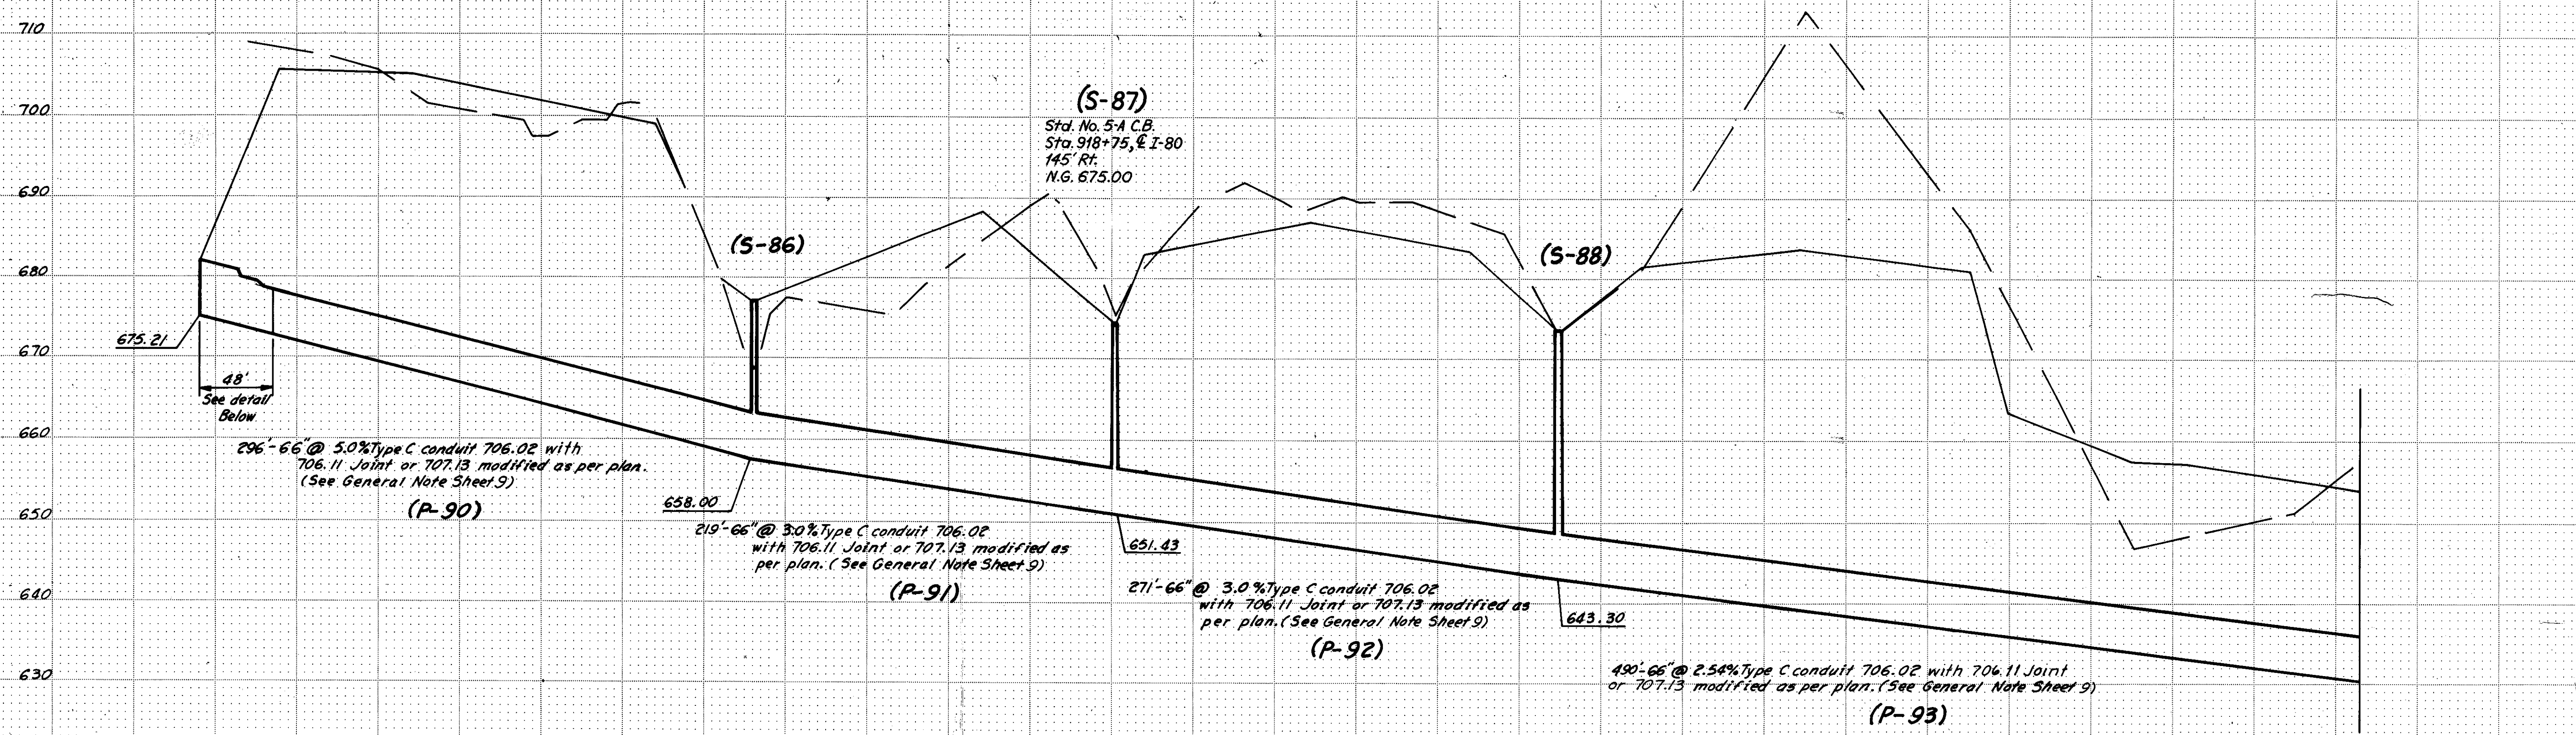 710
700
690
680
670
660
650
640
630
(S-87)
Std. No. 5-A C.B.
Sta. 918+75, ℄ I-80
145' Rt.
N.G. 675.00
(S-86)
(S-88)
675.21
48'
See detail
Below
296'-66" @ 5.0% Type C conduit 706.02 with
706.11 Joint or 707.13 modified as per plan.
(See General Note Sheet 9)
(P-90)
658.00
219'-66" @ 3.0% Type C conduit 706.02
with 706.11 Joint or 707.13 modified as
per plan. (See General Note Sheet 9)
(P-91)
651.43
271'-66" @ 3.0% Type C conduit 706.02
with 706.11 Joint or 707.13 modified as
per plan. (See General Note Sheet 9)
(P-92)
643.30
490'-66" @ 2.54% Type C conduit 706.02 with 706.11 Joint
or 707.13 modified as per plan. (See General Note Sheet 9)
(P-93)